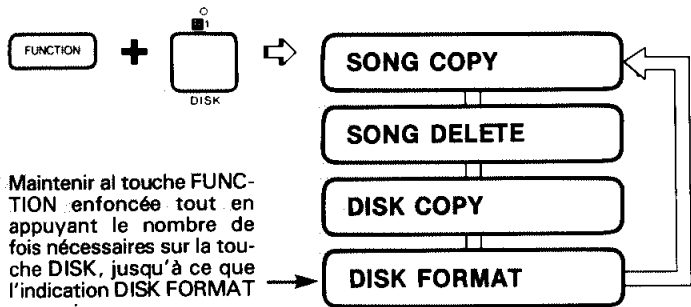 1
FUNCTION
DISK
SONG COPY
SONG DELETE
DISK COPY
DISK FORMAT
Maintenir al touche FUNC-
TION enfoncée tout en
appuyant le nombre de
fois nécessaires sur la tou-
che DISK, jusqu'à ce que
l'indication DISK FORMAT